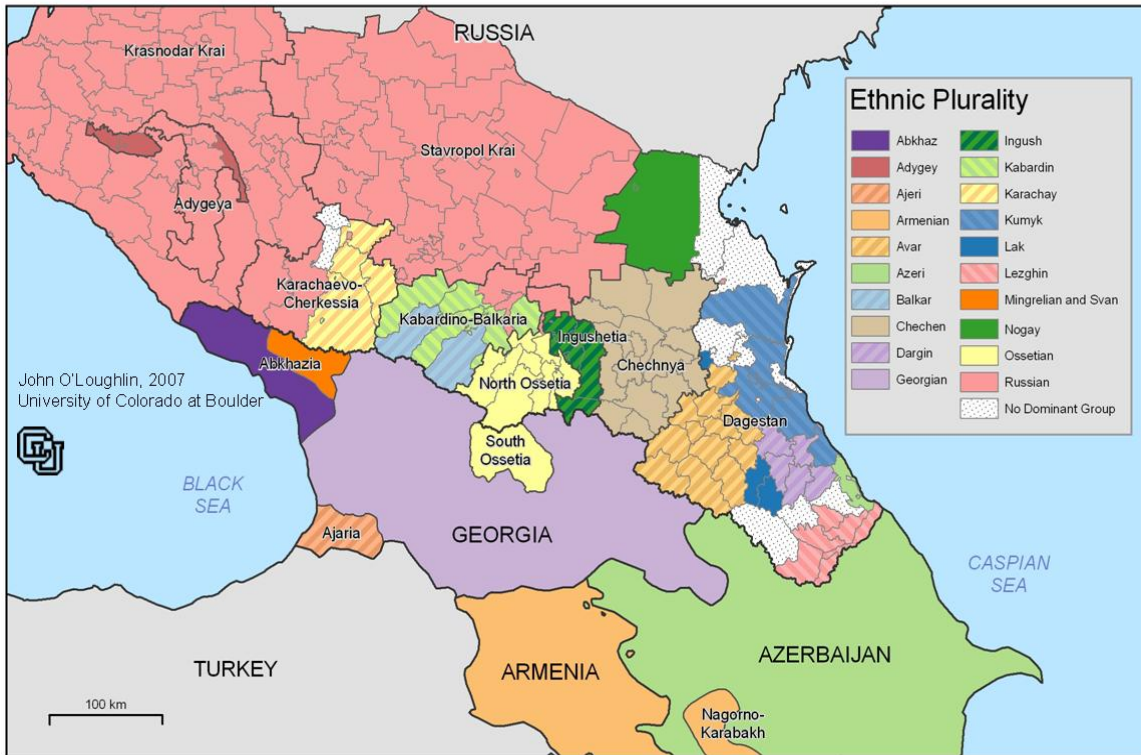 RUSSIA
Krasnodar Krai
Stavropol Krai
Adygeya
Karachaevo-
Cherkessia
Kabardino-Balkaria
Ingushetia
Abkhazia
North Ossetia
Chechnya
John O'Loughlin, 2007
University of Colorado at Boulder
CU
South
Ossetia
Dagestan
BLACK
SEA
GEORGIA
Ajaria
CASPIAN
SEA
TURKEY
ARMENIA
AZERBAIJAN
Nagorno-
Karabakh
100 km
Ethnic Plurality
Abkhaz
Adygey
Ajeri
Armenian
Avar
Azeri
Balkar
Chechen
Dargin
Georgian
Ingush
Kabardin
Karachay
Kumyk
Lak
Lezghin
Mingrelian and Svan
Nogay
Ossetian
Russian
No Dominant Group